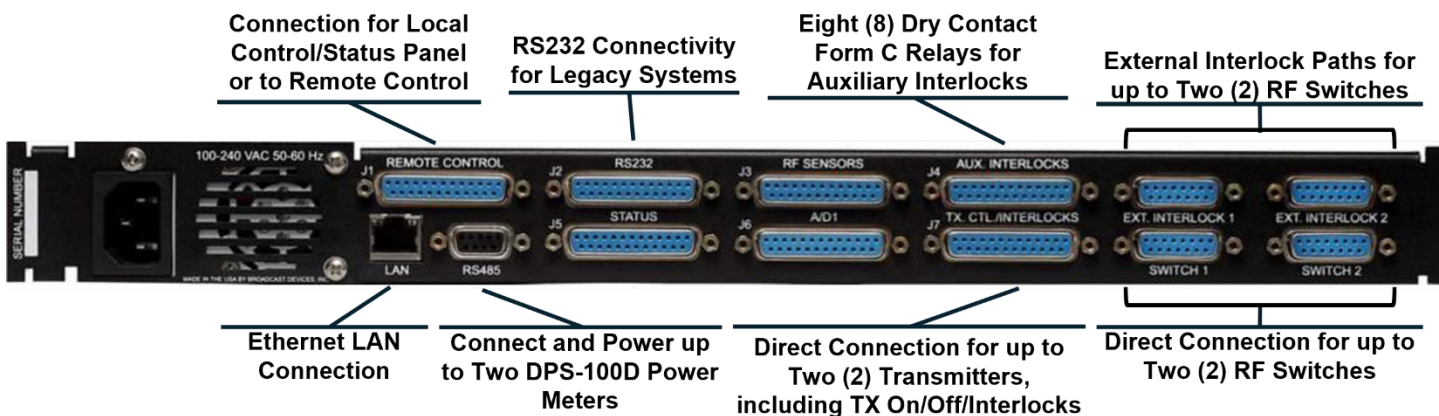 Connection for Local
Control/Status Panel
or to Remote Control
RS232 Connectivity
for Legacy Systems
Eight (8) Dry Contact
Form C Relays for
Auxiliary Interlocks
External Interlock Paths for
up to Two (2) RF Switches
SERIAL NUMBER
100-240 VAC 50-60 Hz
J1
REMOTE CONTROL
J2
RS232
J3
RF SENSORS
J4
AUX. INTERLOCKS
J5
STATUS
J6
A/D1
J7
TX. CTL./INTERLOCKS
EXT. INTERLOCK 1
EXT. INTERLOCK 2
LAN
RS485
SWITCH 1
SWITCH 2
MADE IN THE USA BY BROADCAST DEVICES, INC.
Ethernet LAN
Connection
Connect and Power up
to Two DPS-100D Power
Meters
Direct Connection for up to
Two (2) Transmitters,
including TX On/Off/Interlocks
Direct Connection for up to
Two (2) RF Switches